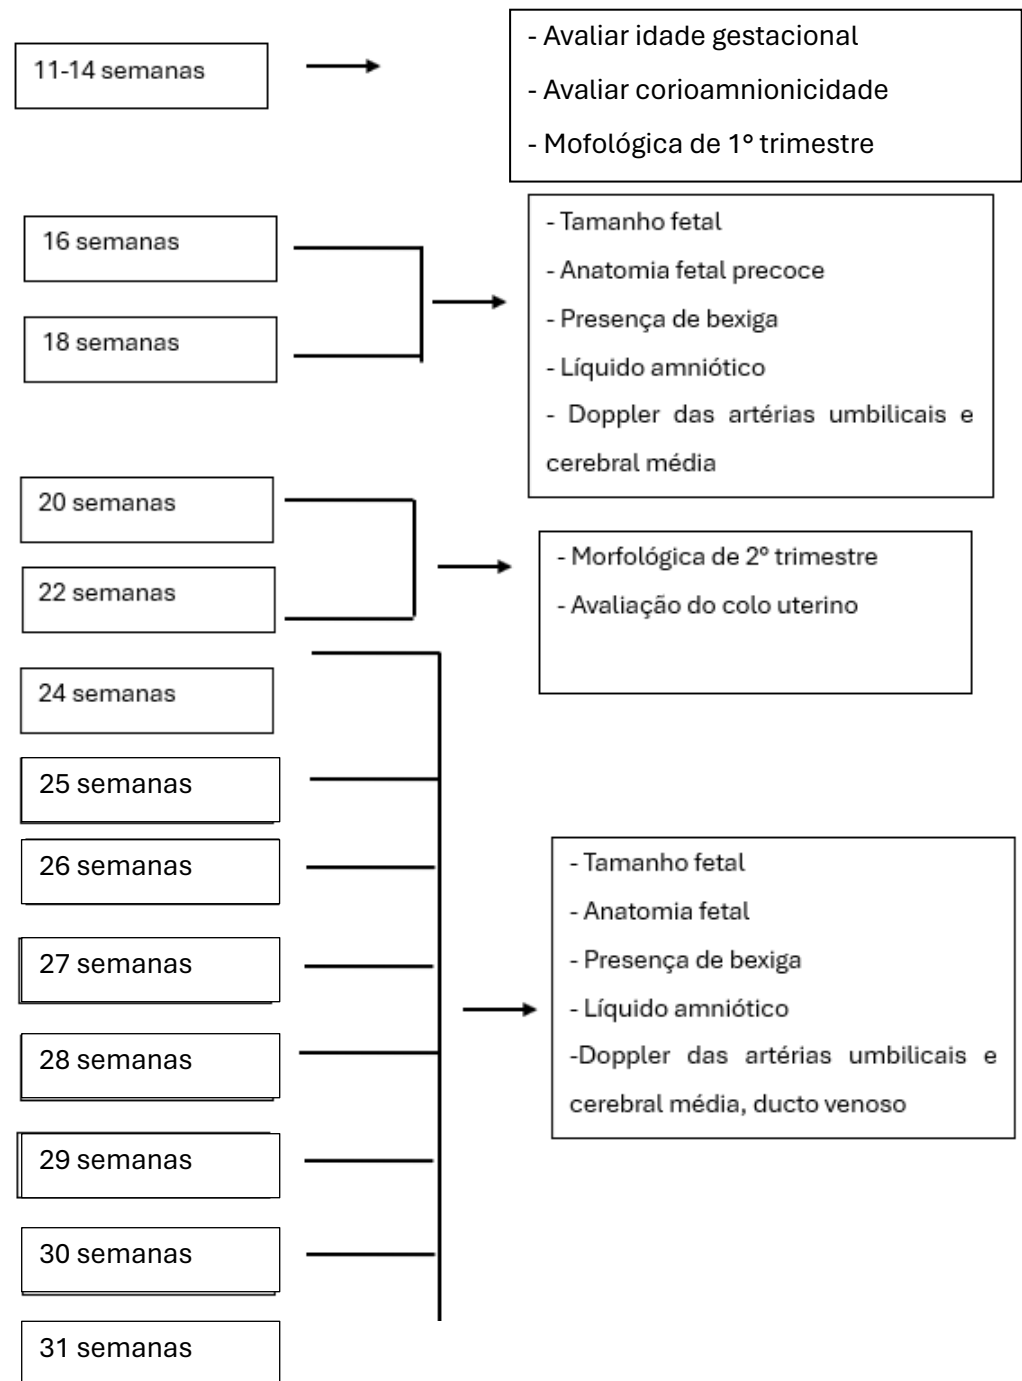 11-14 semanas
- Avaliar idade gestacional
- Avaliar corioamnionicidade
- Mofológica de 1º trimestre
16 semanas
18 semanas
- Tamanho fetal
- Anatomia fetal precoce
- Presença de bexiga
- Líquido amniótico
- Doppler das artérias umbilicais e
cerebral média
20 semanas
22 semanas
- Morfológica de 2º trimestre
- Avaliação do colo uterino
24 semanas
25 semanas
26 semanas
27 semanas
28 semanas
29 semanas
30 semanas
31 semanas
- Tamanho fetal
- Anatomia fetal
- Presença de bexiga
- Líquido amniótico
-Doppler das artérias umbilicais e
cerebral média, ducto venoso